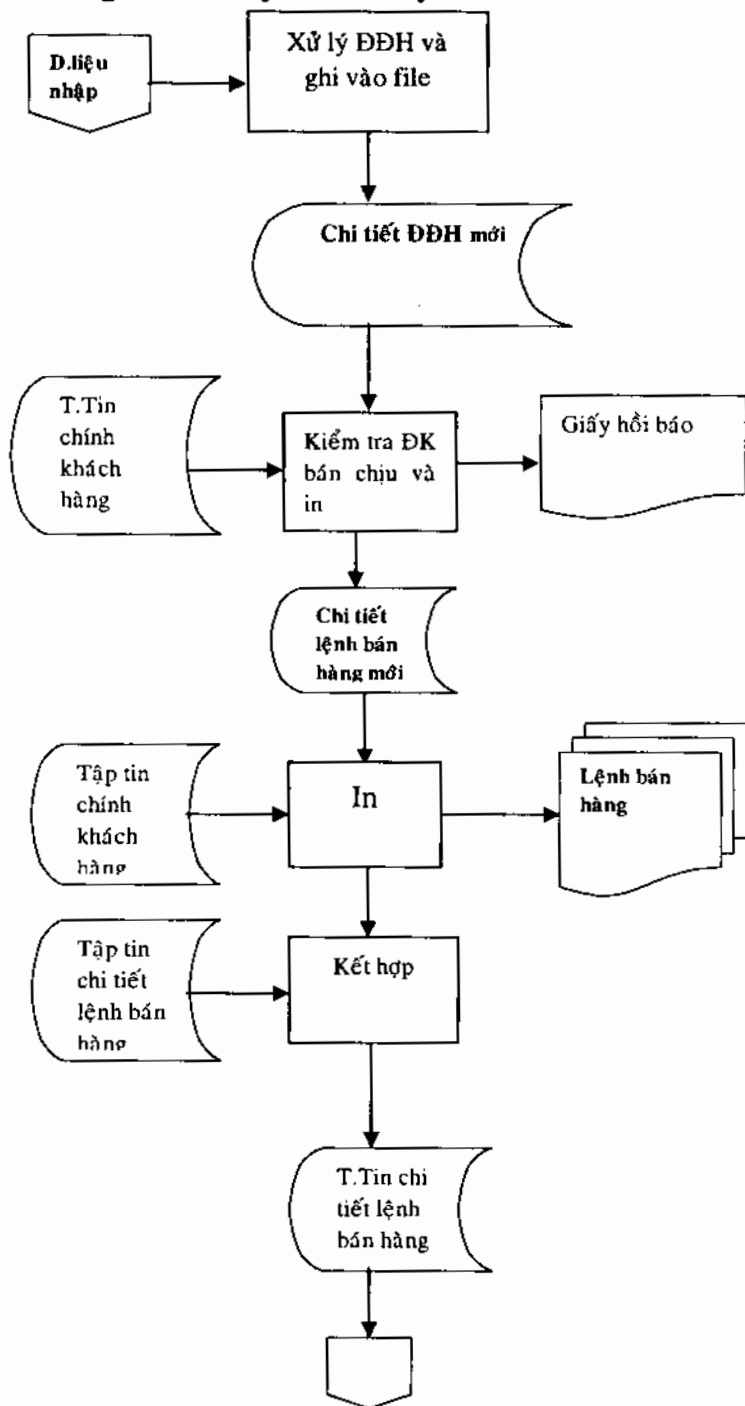 Xử lý ĐĐH và
ghi vào file
D.liệu
nhập
Chi tiết ĐĐH mới
T.Tin
chính
khách
hàng
Kiểm tra ĐK
bán chịu và
in
Giấy hồi báo
Chi tiết
lệnh bán
hàng mới
Tập tin
chính
khách
hàng
In
Lệnh bán
hàng
Tập tin
chi tiết
lệnh bán
hàng
Kết hợp
T.Tin chi
tiết lệnh
bán hàng